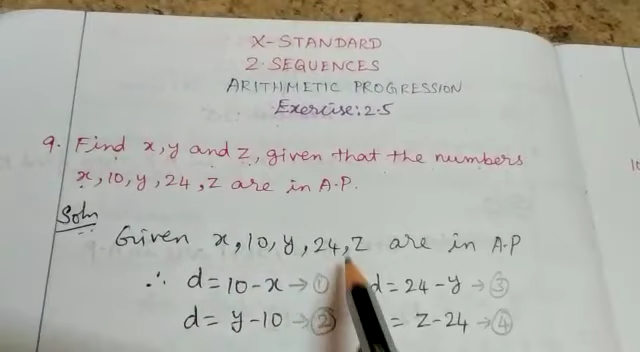 X-STANDARD
2. SEQUENCES
ARITHMETIC PROGRESSION
Exercise: 2.5
9. Find x, y and z, given that the numbers
x, 10, y, 24, z are in A.P.
Soln
Given x, 10, y, 24, z are in A.P
∴ d = 10 - x → ① d = 24 - y → ③
d = y - 10 → ② = z - 24 → ④
10